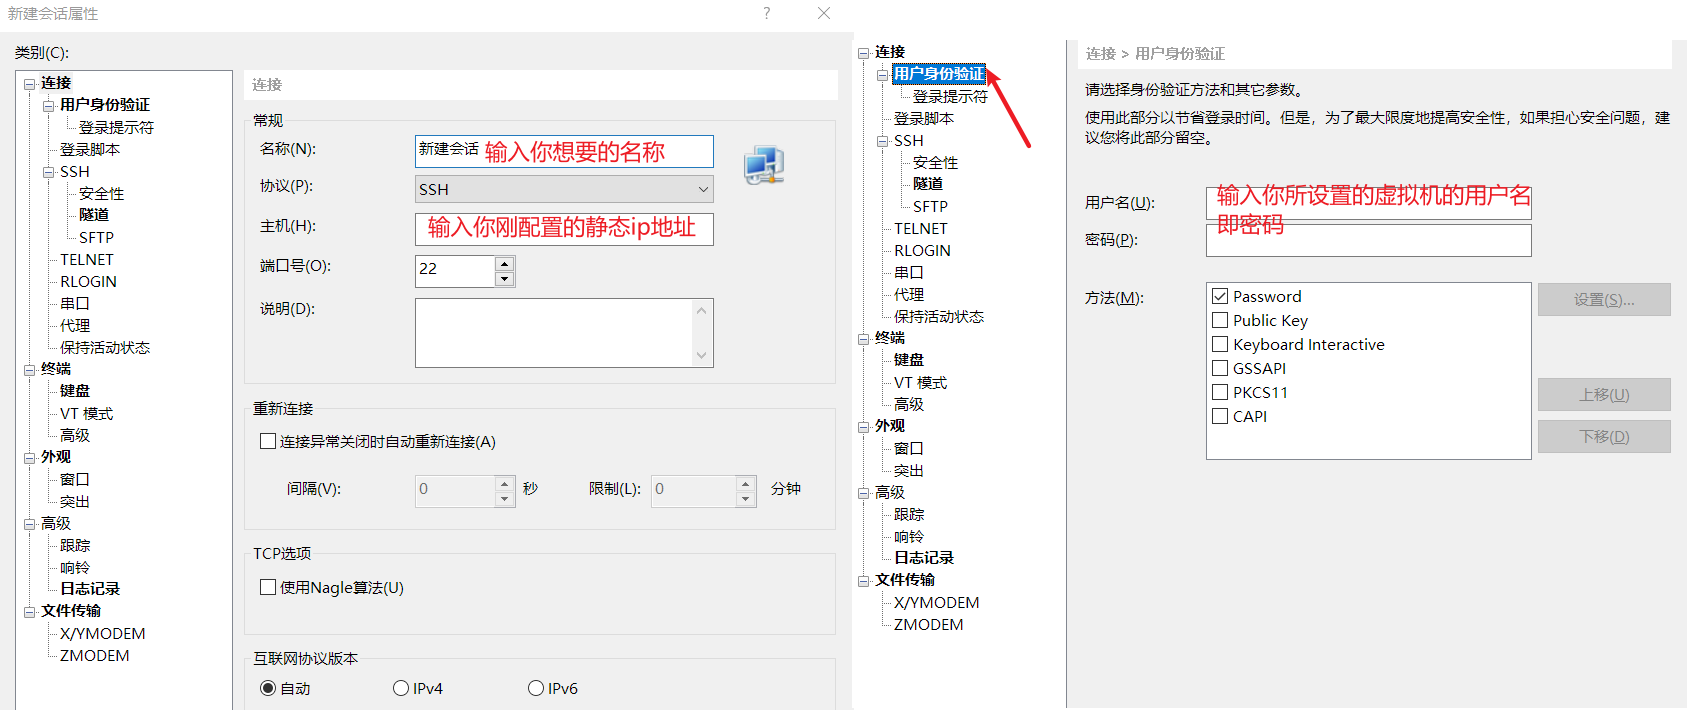 新建会话属性
?
类别(C):
连接
用户身份验证
登录提示符
登录脚本
SSH
安全性
隧道
SFTP
TELNET
RLOGIN
串口
代理
保持活动状态
终端
键盘
VT 模式
高级
外观
窗口
突出
高级
跟踪
响铃
日志记录
文件传输
X/YMODEM
ZMODEM
连接
常规
名称(N):
新建会话
输入你想要的名称
协议(P):
SSH
主机(H):
输入你刚配置的静态ip地址
端口号(O):
22
说明(D):
重新连接
连接异常关闭时自动重新连接(A)
间隔(V):
0
秒
限制(L):
0
分钟
TCP选项
使用Nagle算法(U)
互联网协议版本
自动
IPv4
IPv6
连接
用户身份验证
登录提示符
登录脚本
SSH
安全性
隧道
SFTP
TELNET
RLOGIN
串口
代理
保持活动状态
终端
键盘
VT 模式
高级
外观
窗口
突出
高级
跟踪
响铃
日志记录
文件传输
X/YMODEM
ZMODEM
连接 > 用户身份验证
请选择身份验证方法和其它参数。
使用此部分以节省登录时间。但是，为了最大限度地提高安全性，如果担心安全问题，建
议您将此部分留空。
用户名(U):
输入你所设置的虚拟机的用户名
即密码
密码(P):
方法(M):
Password
Public Key
Keyboard Interactive
GSSAPI
PKCS11
CAPI
设置(S)...
上移(U)
下移(D)